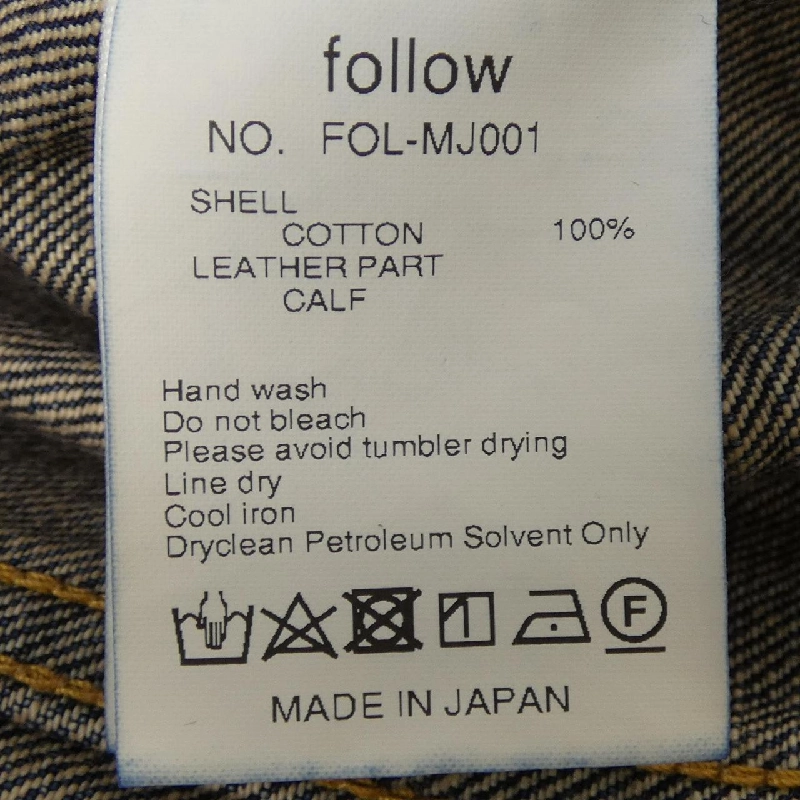 follow
NO. FOL-MJ001
SHELL
COTTON 100%
LEATHER PART
CALF
Hand wash
Do not bleach
Please avoid tumbler drying
Line dry
Cool iron
Dryclean Petroleum Solvent Only
F
MADE IN JAPAN